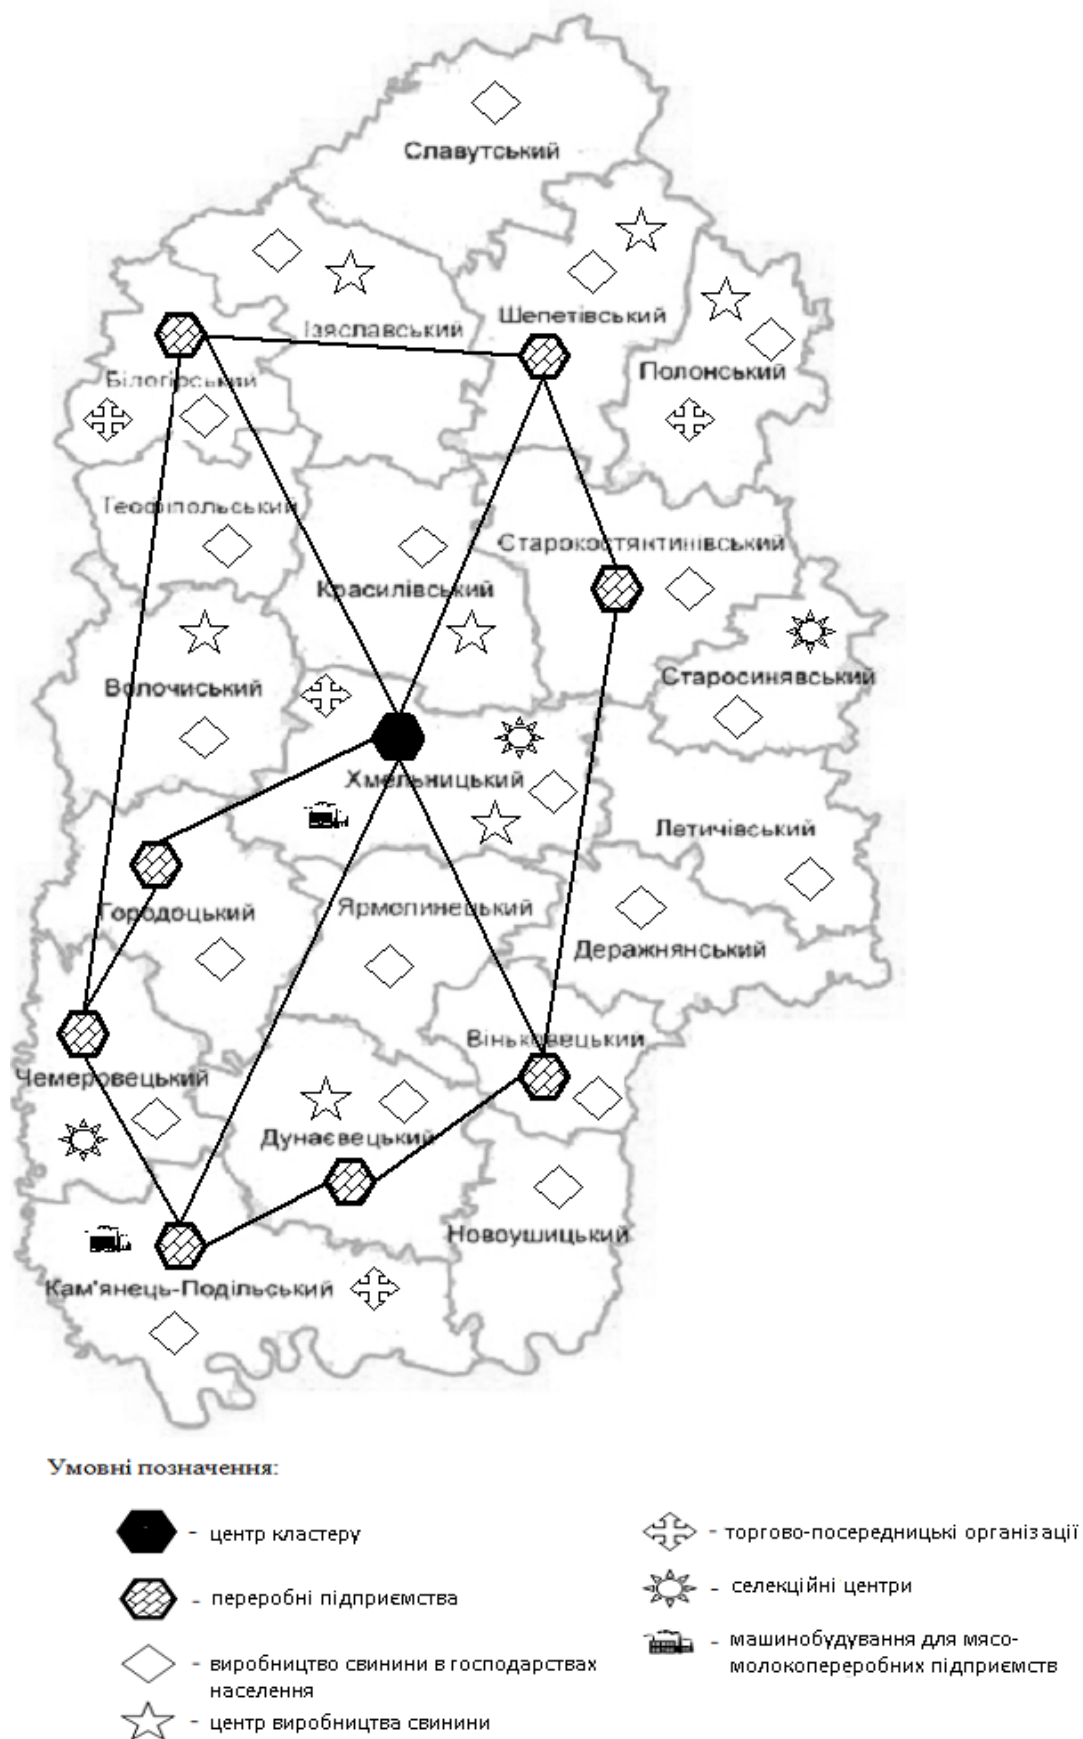 Славутський
Шепетівський
Ізяславський
Полонський
Білогірський
Теофіпольський
Старокостянтинівський
Красилівський
Старосинявський
Волочиський
Хмельницький
Летичівський
Городоцький
Ярмолинецький
Деражнянський
Віньковецький
Чемеровецький
Дунаєвецький
Новоушицький
Кам'янець-Подільський
Умовні позначення:
- центр кластеру
- переробні підприємства
- виробництво свинини в господарствах
населення
- центр виробництва свинини
- торгово-посередницькі організації
- селекційні центри
- машинобудування для мясо-
молокопереробних підприємств